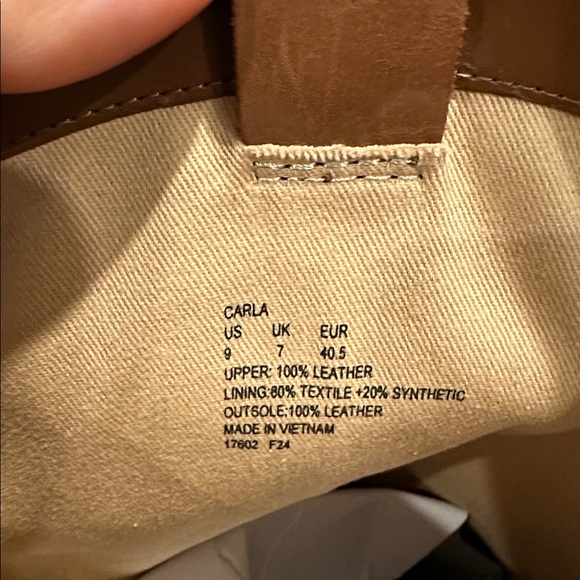 CARLA
US UK EUR
9 7 40.5
UPPER: 100% LEATHER
LINING:80% TEXTILE +20% SYNTHETIC
OUTSOLE:100% LEATHER
MADE IN VIETNAM
17602 F24